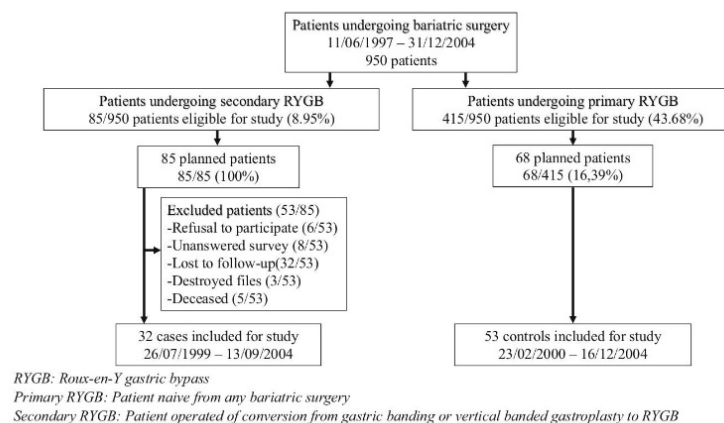 Patients undergoing bariatric surgery
11/06/1997 – 31/12/2004
950 patients
Patients undergoing secondary RYGB
85/950 patients eligible for study (8.95%)
Patients undergoing primary RYGB
415/950 patients eligible for study (43.68%)
85 planned patients
85/85 (100%)
68 planned patients
68/415 (16,39%)
Excluded patients (53/85)
-Refusal to participate (6/53)
-Unanswered survey (8/53)
-Lost to follow-up(32/53)
-Destroyed files (3/53)
-Deceased (5/53)
32 cases included for study
26/07/1999 – 13/09/2004
53 controls included for study
23/02/2000 – 16/12/2004
RYGB: Roux-en-Y gastric bypass
Primary RYGB: Patient naive from any bariatric surgery
Secondary RYGB: Patient operated of conversion from gastric banding or vertical banded gastroplasty to RYGB